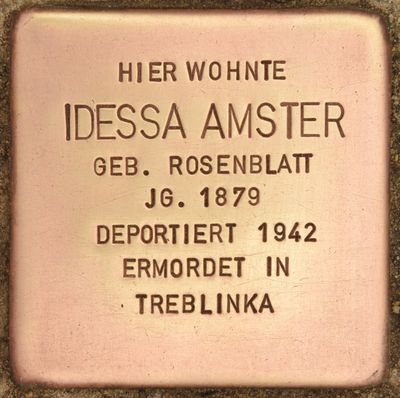 HIER WOHNTE
IDESSA AMSTER
GEB. ROSENBLATT
JG. 1879
DEPORTIERT 1942
ERMORDET IN
TREBLINKA